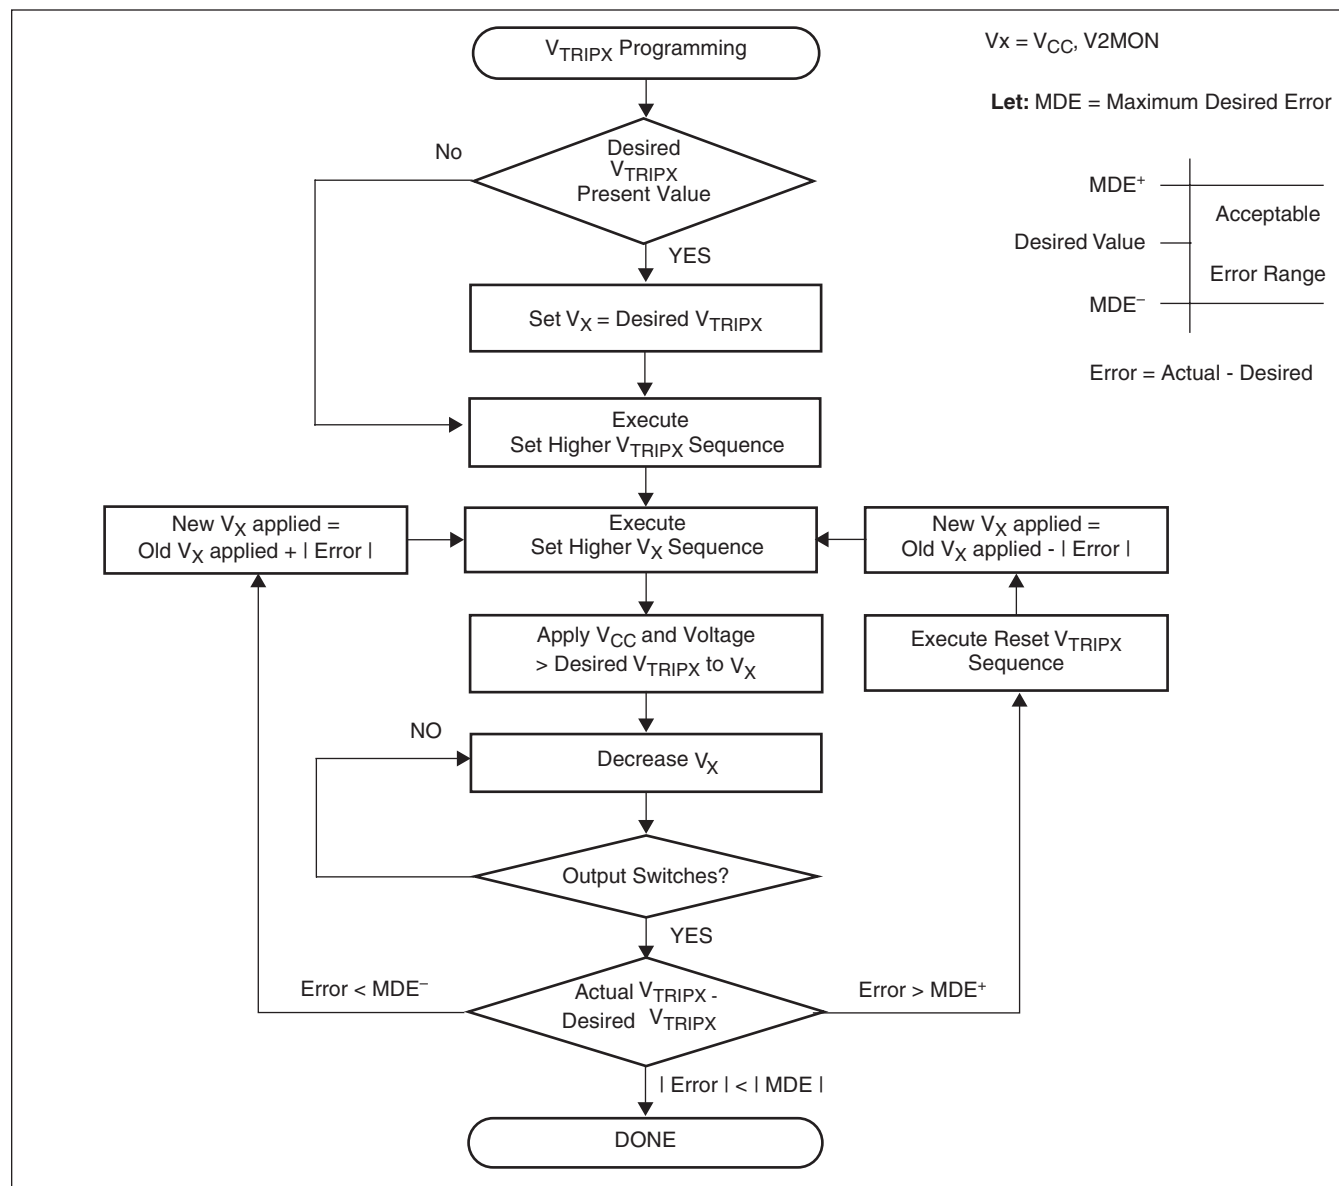 V_TRIPX Programming
Vx = V_CC, V2MON
Let: MDE = Maximum Desired Error
No
Desired
V_TRIPX
Present Value
YES
MDE⁺
Acceptable
Desired Value
Error Range
MDE⁻
Error = Actual - Desired
Set V_X = Desired V_TRIPX
Execute
Set Higher V_TRIPX Sequence
New V_X applied =
Old V_X applied + | Error |
Execute
Set Higher V_X Sequence
New V_X applied =
Old V_X applied - | Error |
Apply V_CC and Voltage
> Desired V_TRIPX to V_X
Execute Reset V_TRIPX
Sequence
NO
Decrease V_X
Output Switches?
YES
Error < MDE⁻
Actual V_TRIPX -
Desired V_TRIPX
Error > MDE⁺
| Error | < | MDE |
DONE